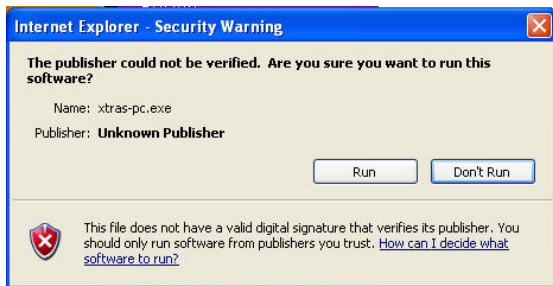 Internet Explorer - Security Warning
The publisher could not be verified. Are you sure you want to run this
software?
Name: xtras-pc.exe
Publisher: Unknown Publisher
Run Don't Run
This file does not have a valid digital signature that verifies its publisher. You
should only run software from publishers you trust. How can I decide what
software to run?